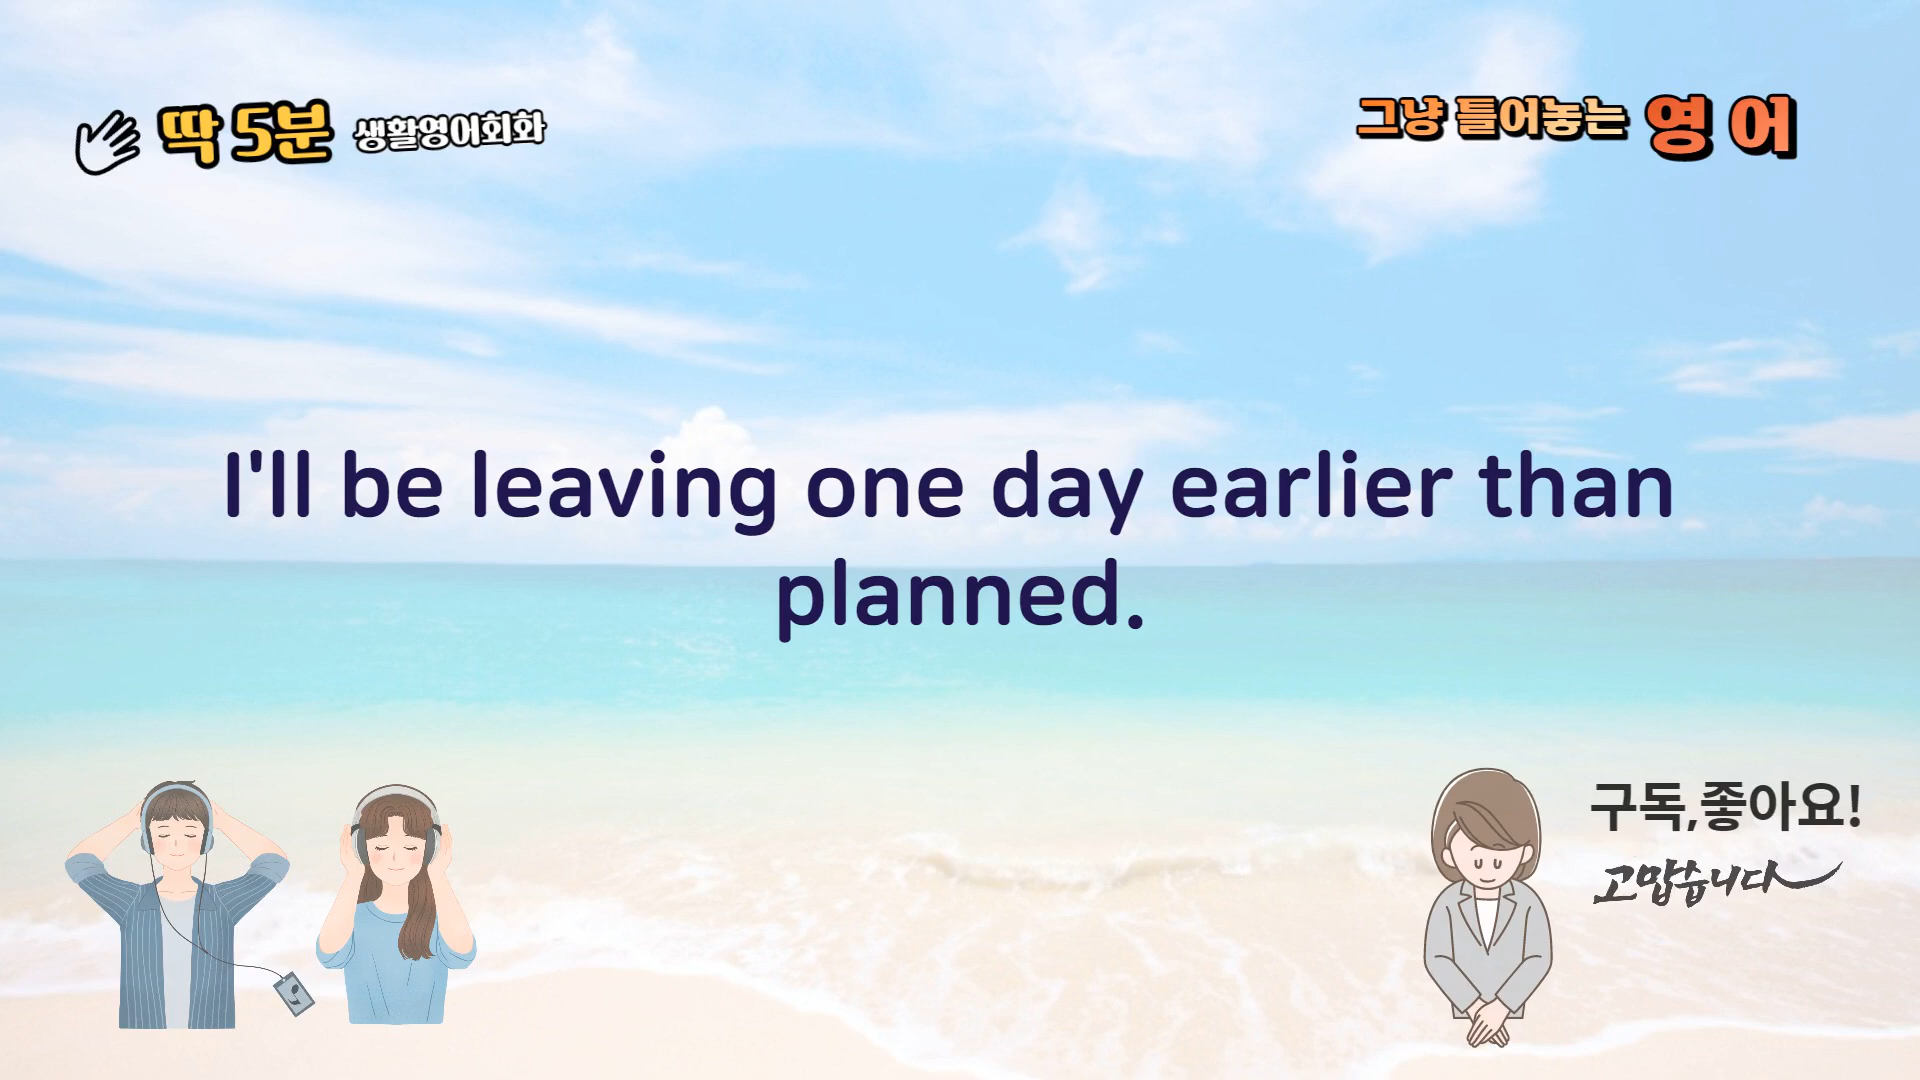 딱 5분 생활영어회화
그냥 틀어놓는 영어
I'll be leaving one day earlier than
planned.
구독,좋아요!
고맙습니다